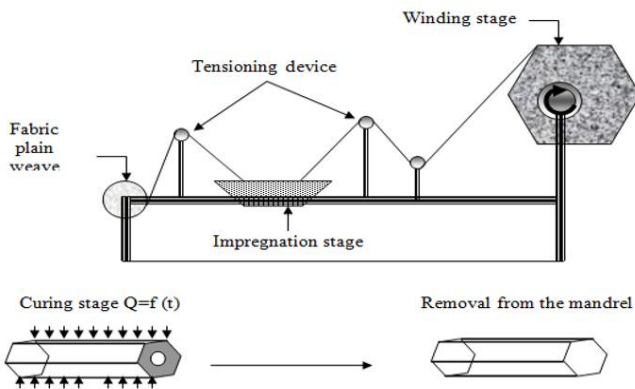 Winding stage
Tensioning device
Fabric
plain
weave
Impregnation stage
Curing stage Q=f (t)
Removal from the mandrel